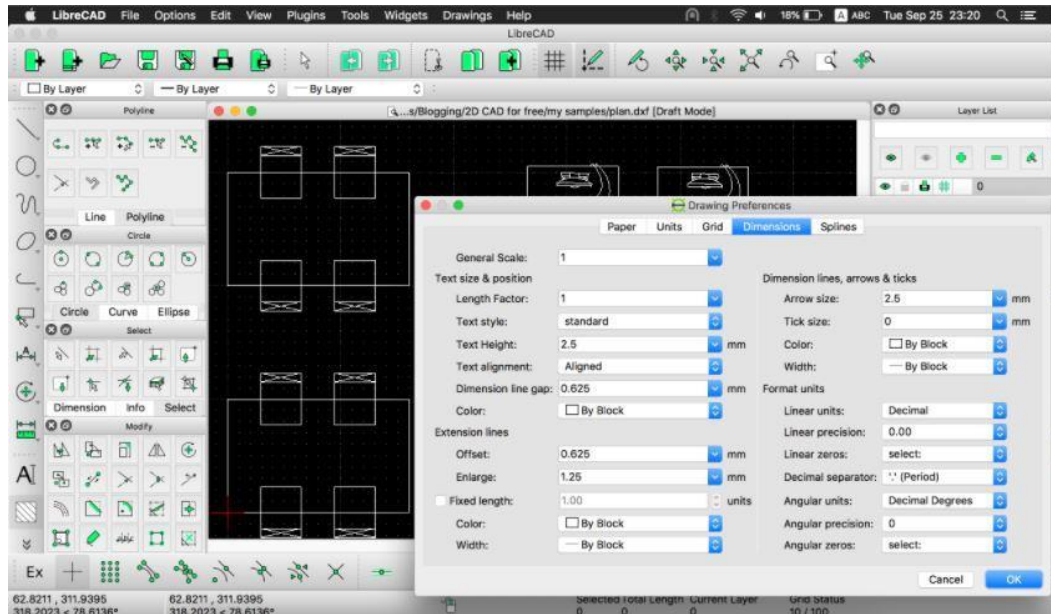 LibreCAD File Options Edit View Plugins Tools Widgets Drawings Help 18% A ABC Tue Sep 25 23:20
LibreCAD
By Layer By Layer By Layer
Polyline
...s/Blogging/2D CAD for free/my samples/plan.dxf [Draft Mode]
Layer List
0
Line Polyline
Circle
Circle Curve Ellipse
Select
Dimension Info Select
Modify
A
Ex
Drawing Preferences
Paper Units Grid Dimensions Splines
General Scale: 1
Text size & position
Length Factor: 1
Text style: standard
Text Height: 2.5 mm
Text alignment: Aligned
Dimension line gap: 0.625 mm
Color: By Block
Extension lines
Offset: 0.625 mm
Enlarge: 1.25 mm
Fixed length: 1.00 units
Color: By Block
Width: By Block
Dimension lines, arrows & ticks
Arrow size: 2.5 mm
Tick size: 0 mm
Color: By Block
Width: By Block
Format units
Linear units: Decimal
Linear precision: 0.00
Linear zeros: select:
Decimal separator: '.' (Period)
Angular units: Decimal Degrees
Angular precision: 0
Angular zeros: select:
Cancel OK
62.8211 , 311.9395 62.8211 , 311.9395 Selected Total Length Current Layer Grid Status
318.2023 < 78.6136° 318.2023 < 78.6136° 0 0 0 10 / 100